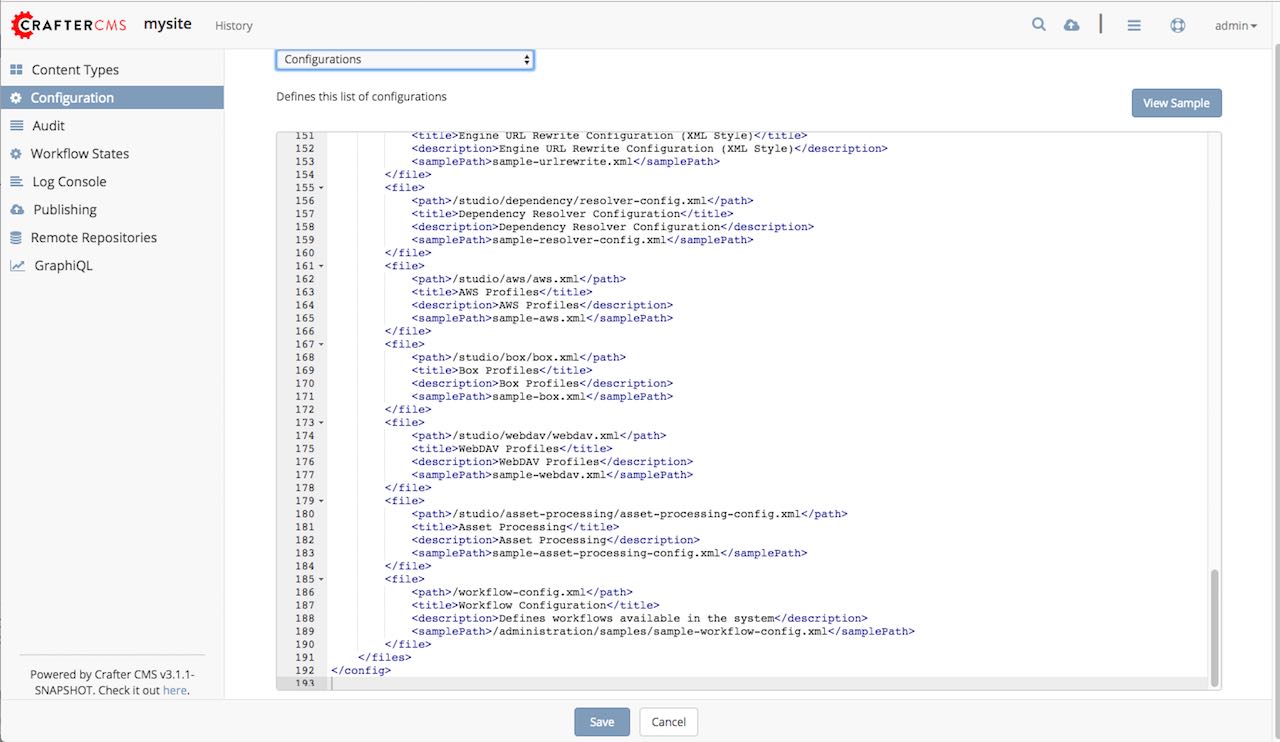 CRAFTERCMS mysite History admin
Content Types
Configuration
Audit
Workflow States
Log Console
Publishing
Remote Repositories
GraphiQL
Powered by Crafter CMS v3.1.1-
SNAPSHOT. Check it out here.
Configurations
Defines this list of configurations
View Sample
151 <title>Engine URL Rewrite Configuration (XML Style)</title>
152 <description>Engine URL Rewrite Configuration (XML Style)</description>
153 <samplePath>sample-urlrewrite.xml</samplePath>
154 </file>
155 <file>
156 <path>/studio/dependency/resolver-config.xml</path>
157 <title>Dependency Resolver Configuration</title>
158 <description>Dependency Resolver Configuration</description>
159 <samplePath>sample-resolver-config.xml</samplePath>
160 </file>
161 <file>
162 <path>/studio/aws/aws.xml</path>
163 <title>AWS Profiles</title>
164 <description>AWS Profiles</description>
165 <samplePath>sample-aws.xml</samplePath>
166 </file>
167 <file>
168 <path>/studio/box/box.xml</path>
169 <title>Box Profiles</title>
170 <description>Box Profiles</description>
171 <samplePath>sample-box.xml</samplePath>
172 </file>
173 <file>
174 <path>/studio/webdav/webdav.xml</path>
175 <title>WebDAV Profiles</title>
176 <description>WebDAV Profiles</description>
177 <samplePath>sample-webdav.xml</samplePath>
178 </file>
179 <file>
180 <path>/studio/asset-processing/asset-processing-config.xml</path>
181 <title>Asset Processing</title>
182 <description>Asset Processing</description>
183 <samplePath>sample-asset-processing-config.xml</samplePath>
184 </file>
185 <file>
186 <path>/workflow-config.xml</path>
187 <title>Workflow Configuration</title>
188 <description>Defines workflows available in the system</description>
189 <samplePath>/administration/samples/sample-workflow-config.xml</samplePath>
190 </file>
191 </files>
192 </config>
193
Save Cancel